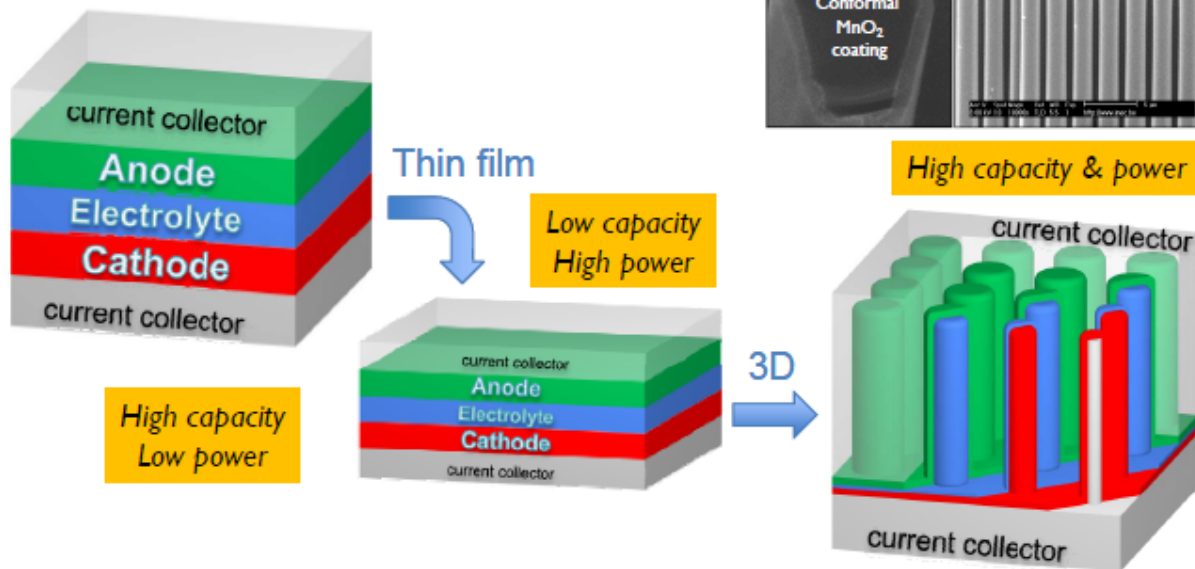 Conformal
MnO₂
coating
High capacity & power
current collector
Anode
Electrolyte
Cathode
current collector
Thin film
Low capacity
High power
High capacity
Low power
current collector
Anode
Electrolyte
Cathode
current collector
3D
current collector
current collector